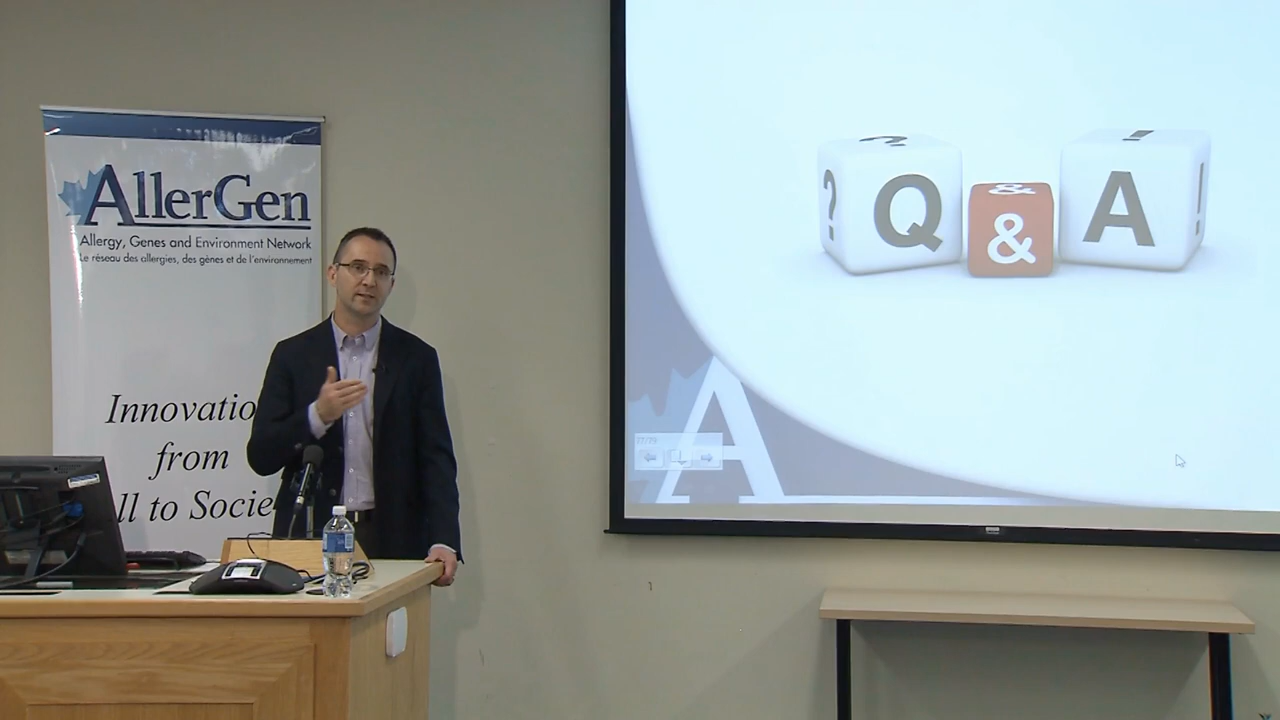 AllerGen
Allergy, Genes and Environment Network
Le réseau des allergies, des gènes et de l'environnement
Innovatio
from
ll to Socie
? Q & A !
? & !
A